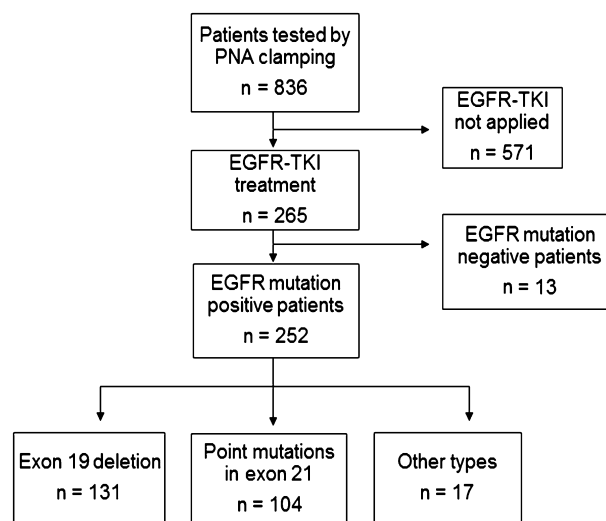 Patients tested by
PNA clamping
n = 836
EGFR-TKI
not applied
n = 571
EGFR-TKI
treatment
n = 265
EGFR mutation
negative patients
n = 13
EGFR mutation
positive patients
n = 252
Exon 19 deletion
n = 131
Point mutations
in exon 21
n = 104
Other types
n = 17